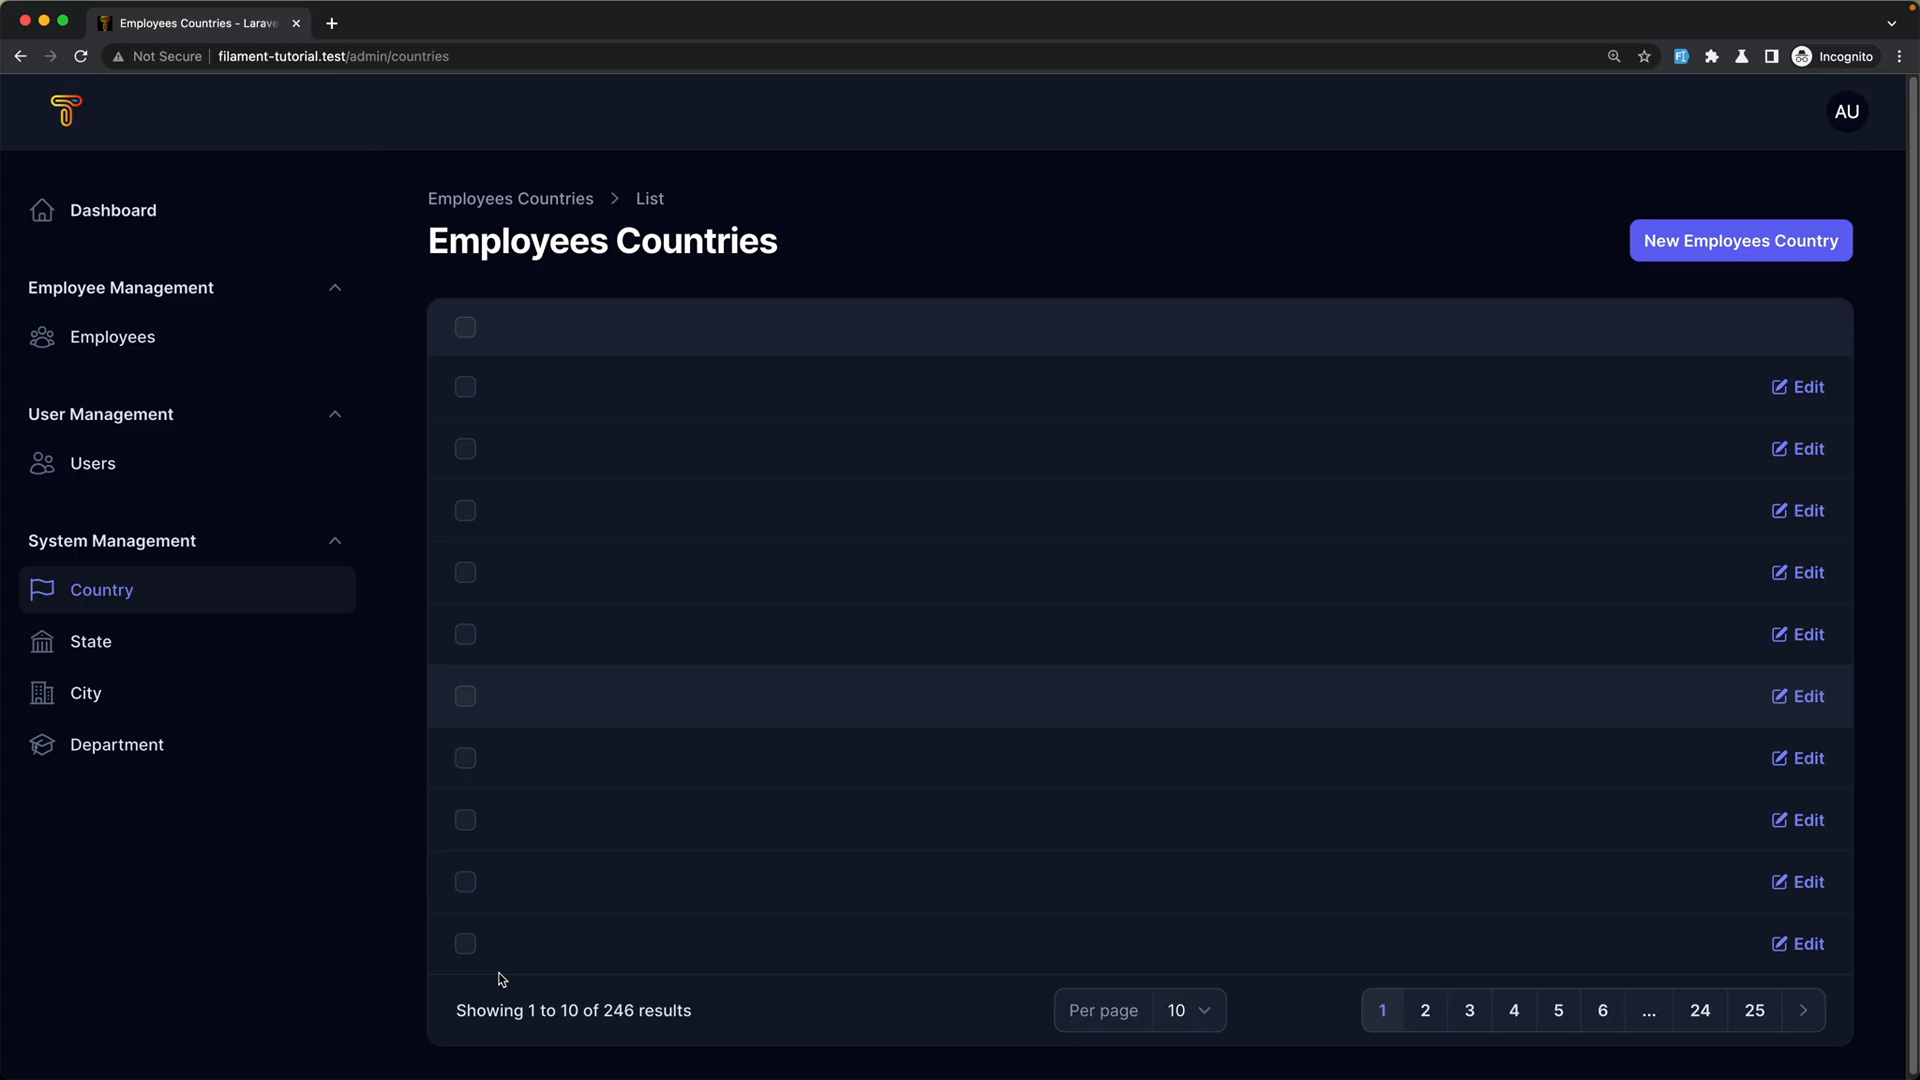 Employees Countries - Larave
Not Secure
filament-tutorial.test/admin/countries
Incognito
AU
Dashboard
Employee Management
Employees
User Management
Users
System Management
Country
State
City
Department
Employees Countries > List
Employees Countries
New Employees Country
Edit
Edit
Edit
Edit
Edit
Edit
Edit
Edit
Edit
Edit
Showing 1 to 10 of 246 results
Per page 10
1 2 3 4 5 6 ... 24 25